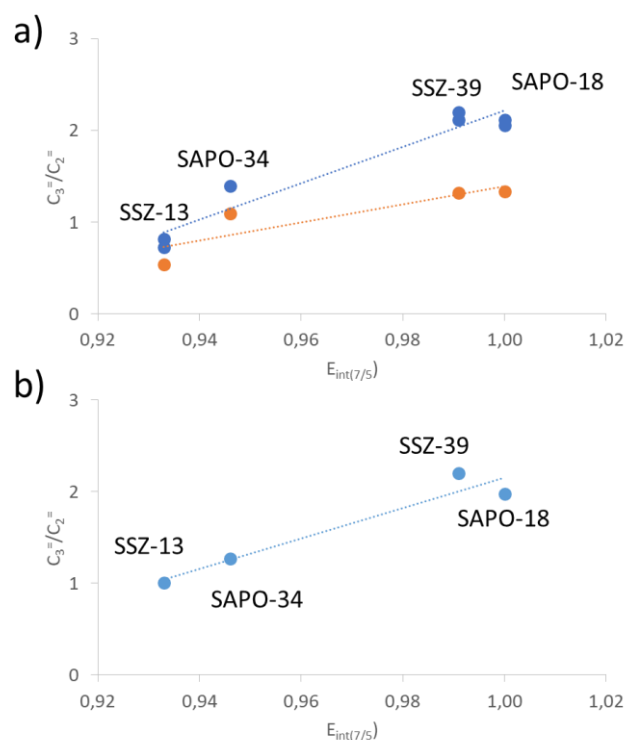 a)
3
SSZ-39
SAPO-18
2
SAPO-34
C3=/C2=
SSZ-13
1
0
0,92
0,94
0,96
0,98
1,00
1,02
Eint(7/5)
b)
3
SSZ-39
2
SAPO-18
C3=/C2=
SSZ-13
1
SAPO-34
0
0,92
0,94
0,96
0,98
1,00
1,02
Eint(7/5)